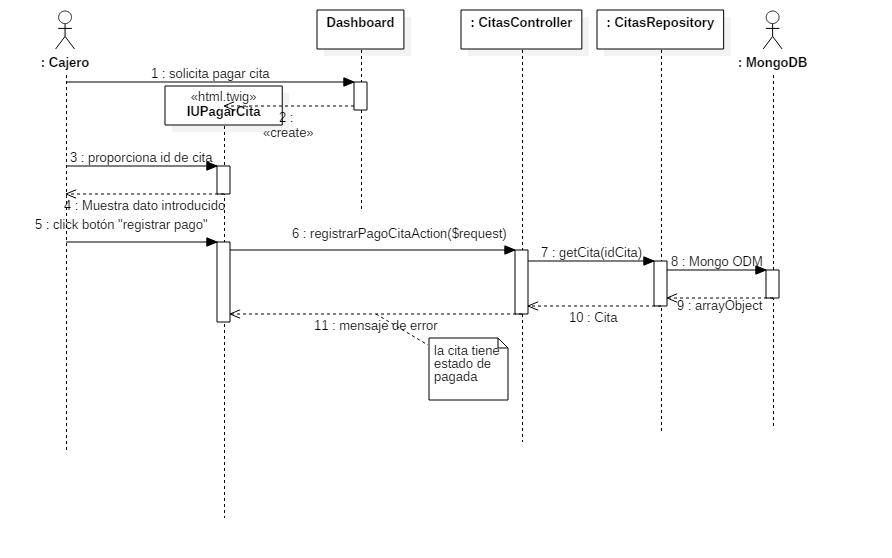 Dashboard
: CitasController
: CitasRepository
: Cajero
: MongoDB
1 : solicita pagar cita
«html.twig»
IUPagarCita
2 :
«create»
3 : proporciona id de cita
4 : Muestra dato introducido
5 : click botón "registrar pago"
6 : registrarPagoCitaAction($request)
7 : getCita(idCita)
8 : Mongo ODM
9 : arrayObject
10 : Cita
11 : mensaje de error
la cita tiene
estado de
pagada